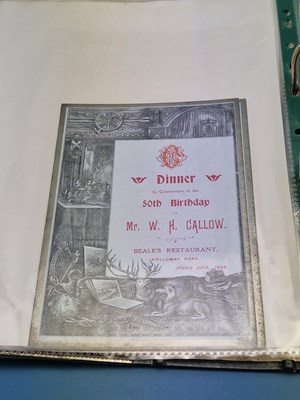 Dinner
In Celebration of the
50th Birthday
OF
Mr. W. H. CALLOW.
BEALE'S RESTAURANT,
HOLLOWAY ROAD.